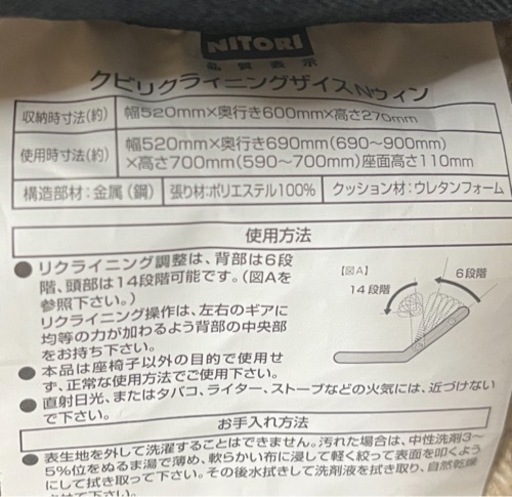 NITORI
品質表示
クビリクライニングザイスNウィン
収納時寸法(約) 幅520mm×奥行き600mm×高さ270mm
使用時寸法(約) 幅520mm×奥行き690mm(690〜900mm)
×高さ700mm(590〜700mm)座面高さ110mm
構造部材:金属(鋼) 張り材:ポリエステル100% クッション材:ウレタンフォーム
使用方法
●リクライニング調整は、背部は6段
階、頭部は14段階可能です。(図Aを
参照下さい。)
リクライニング操作は、左右のギアに
均等の力が加わるよう背部の中央部
をお持ち下さい。
【図A】
14段階
6段階
●本品は座椅子以外の目的で使用せ
ず、正常な使用方法でご使用下さい。
●直射日光、またはタバコ、ライター、ストーブなどの火気には、近づけない
で下さい。
お手入れ方法
●表生地を外して洗濯することはできません。汚れた場合は、中性洗剤3〜
5%位をぬるま湯で薄め、軟らかい布に浸して軽く絞って表面を叩くよう
にして拭き取って下さい。その後水拭きして洗剤液を拭き取り、自然乾燥
させて下さい。